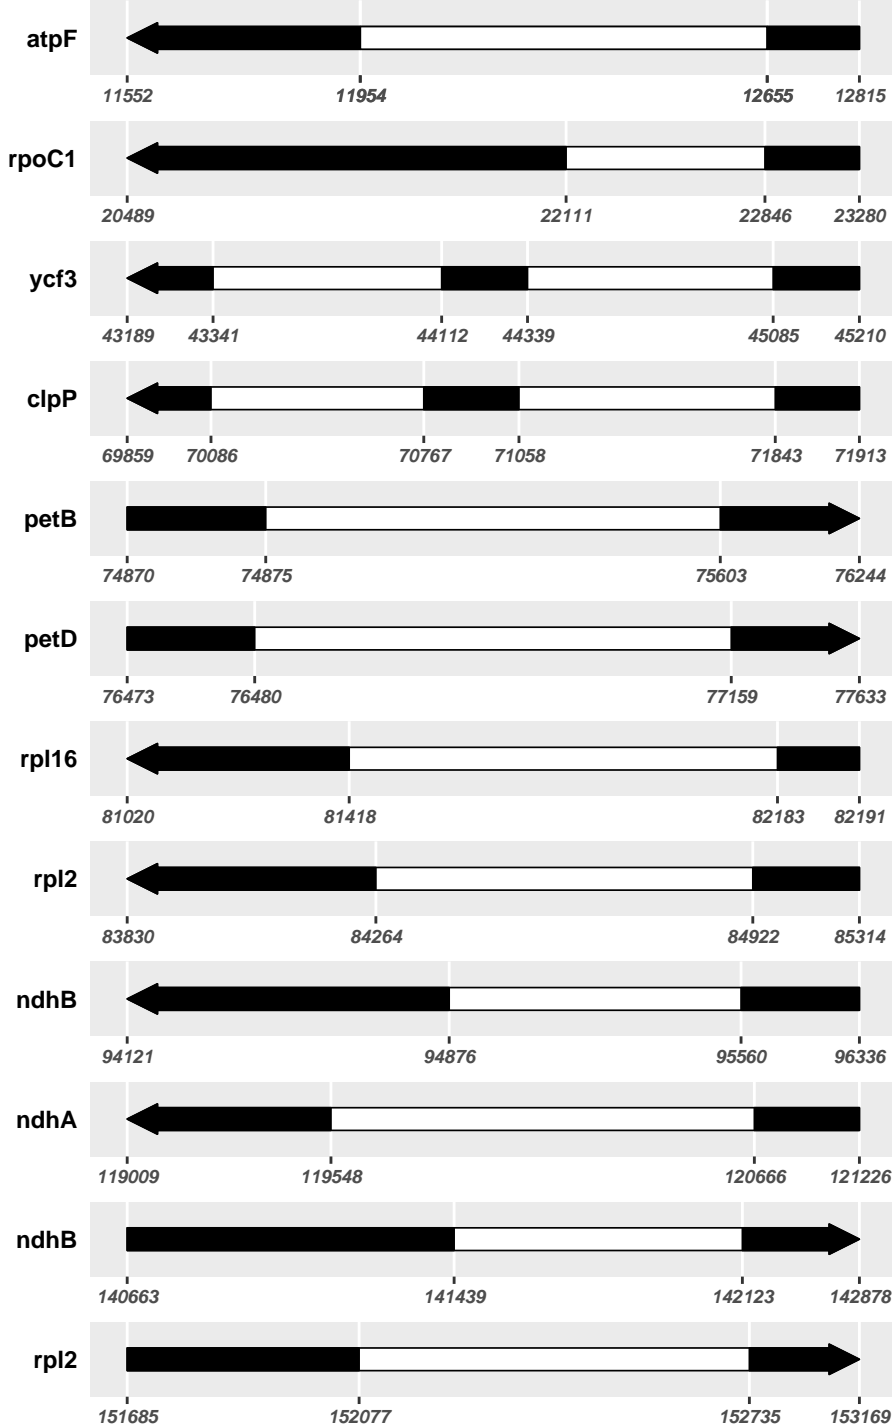 atpF
11552 11954 12655 12815
rpoC1
20489 22111 22846 23280
ycf3
43189 43341 44112 44339 45085 45210
clpP
69859 70086 70767 71058 71843 71913
petB
74870 74875 75603 76244
petD
76473 76480 77159 77633
rpl16
81020 81418 82183 82191
rpl2
83830 84264 84922 85314
ndhB
94121 94876 95560 96336
ndhA
119009 119548 120666 121226
ndhB
140663 141439 142123 142878
rpl2
151685 152077 152735 153169